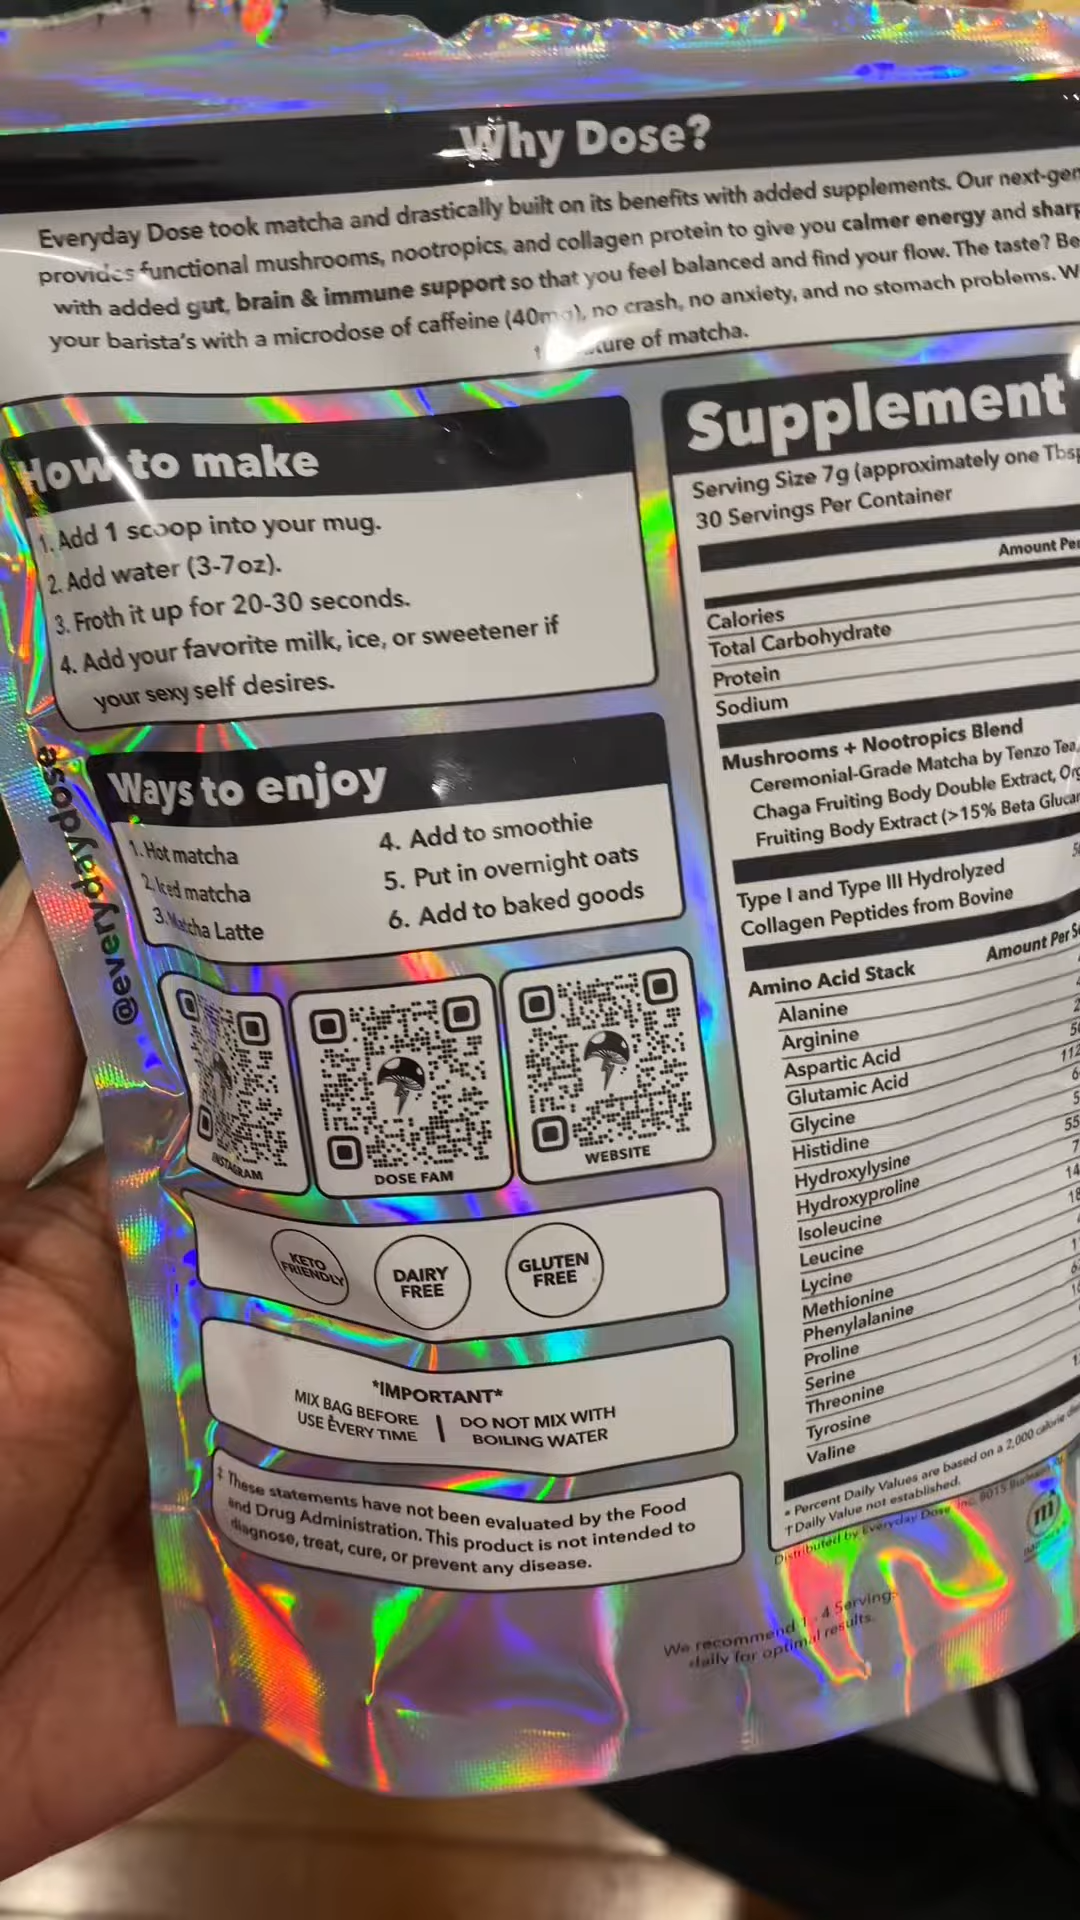 Why Dose?
Everyday Dose took matcha and drastically built on its benefits with added supplements. Our next-gen
provides functional mushrooms, nootropics, and collagen protein to give you calmer energy and sharp
with added gut, brain & immune support so that you feel balanced and find your flow. The taste? Be
your barista's with a microdose of caffeine (40mg), no crash, no anxiety, and no stomach problems. W
of matcha.
How to make
1. Add 1 scoop into your mug.
2. Add water (3-7oz).
3. Froth it up for 20-30 seconds.
4. Add your favorite milk, ice, or sweetener if
your sexy self desires.
Ways to enjoy
1. Hot matcha
2. Iced matcha
3. Matcha Latte
4. Add to smoothie
5. Put in overnight oats
6. Add to baked goods
@everydaydose
INSTAGRAM
DOSE FAM
WEBSITE
KETO
FRIENDLY
DAIRY
FREE
GLUTEN
FREE
*IMPORTANT*
MIX BAG BEFORE
USE EVERY TIME
DO NOT MIX WITH
BOILING WATER
‡ These statements have not been evaluated by the Food
and Drug Administration. This product is not intended to
diagnose, treat, cure, or prevent any disease.
Supplement
Serving Size 7g (approximately one Tbsp
30 Servings Per Container
Amount Per
Calories
Total Carbohydrate
Protein
Sodium
Mushrooms + Nootropics Blend
Ceremonial-Grade Matcha by Tenzo Tea,
Chaga Fruiting Body Double Extract, Org
Fruiting Body Extract (>15% Beta Glucan
Type I and Type III Hydrolyzed
Collagen Peptides from Bovine
Amino Acid Stack
Amount Per Se
Alanine
Arginine
Aspartic Acid
Glutamic Acid
Glycine
Histidine
Hydroxylysine
Hydroxyproline
Isoleucine
Leucine
Lycine
Methionine
Phenylalanine
Proline
Serine
Threonine
Tyrosine
Valine
* Percent Daily Values are based on a 2,000 calorie die
† Daily Value not established.
Distributed by Everyday Dose, Inc. 8015
m
We recommend 1 - 4 Servings
daily for optimal results.